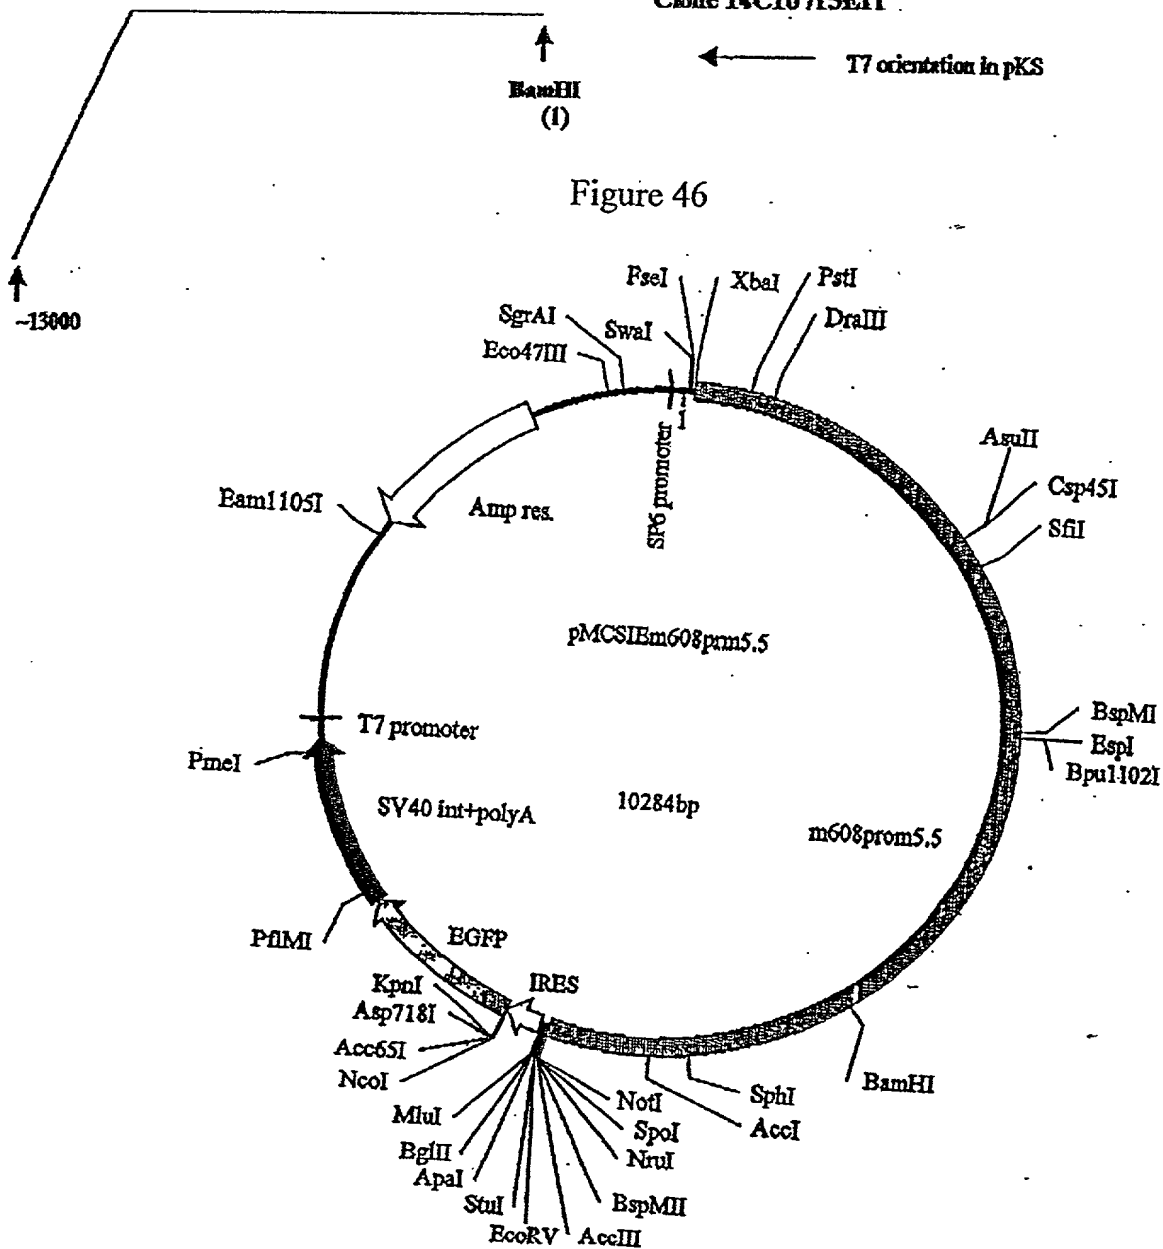 T7 orientation in pKS
BamHI
(1)
Figure 46
~13000
FseI
XbaI
PstI
SgrAI
SwaI
DraIII
Eco47III
1
SP6 promoter
AsuII
Csp45I
SfiI
Eam1105I
Amp res.
pMCSIEm608prm5.5
T7 promoter
BspMI
EspI
Bpu1102I
PmeI
SV40 int+polyA
10284bp
m608prom5.5
PflMI
EGFP
KpnI
IRES
Asp718I
Acc65I
NcoI
BamHI
SphI
AccI
MluI
NotI
SpoI
NruI
BglII
ApaI
StuI
BspMII
EcoRV
AccIII